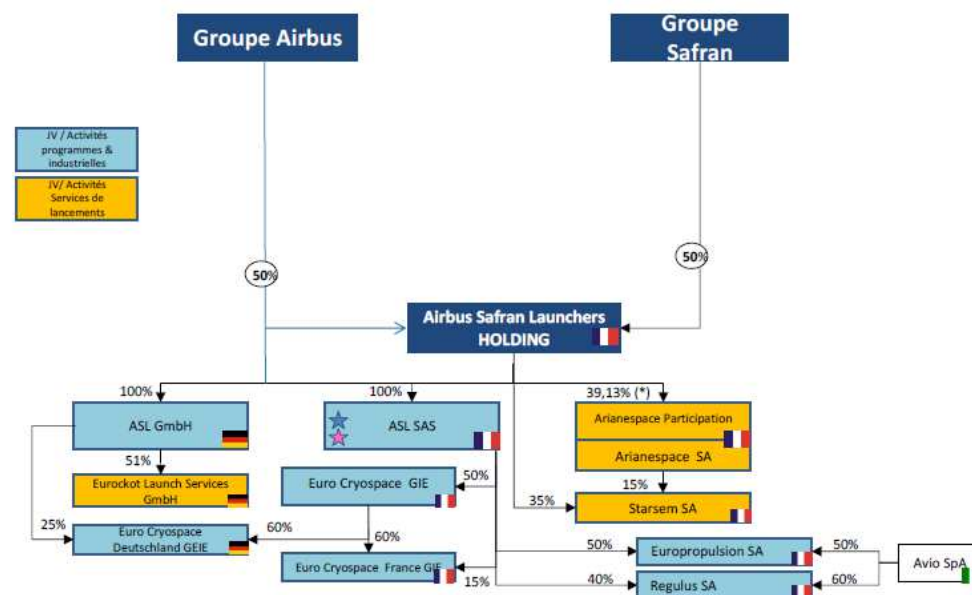 Groupe Airbus
Groupe
Safran
JV / Activités
programmes &
industrielles
JV/ Activités
Services de
lancements
50%
50%
Airbus Safran Launchers
HOLDING
100%
100%
39,13% (*)
ASL GmbH
ASL SAS
Arianespace Participation
Arianespace SA
51%
Eurockot Launch Services
GmbH
Euro Cryospace GIE
50%
15%
35%
Starsem SA
25%
Euro Cryospace
Deutschland GEIE
60%
60%
Euro Cryospace France GIE
15%
50%
Europropulsion SA
50%
Avio SpA
40%
Regulus SA
60%